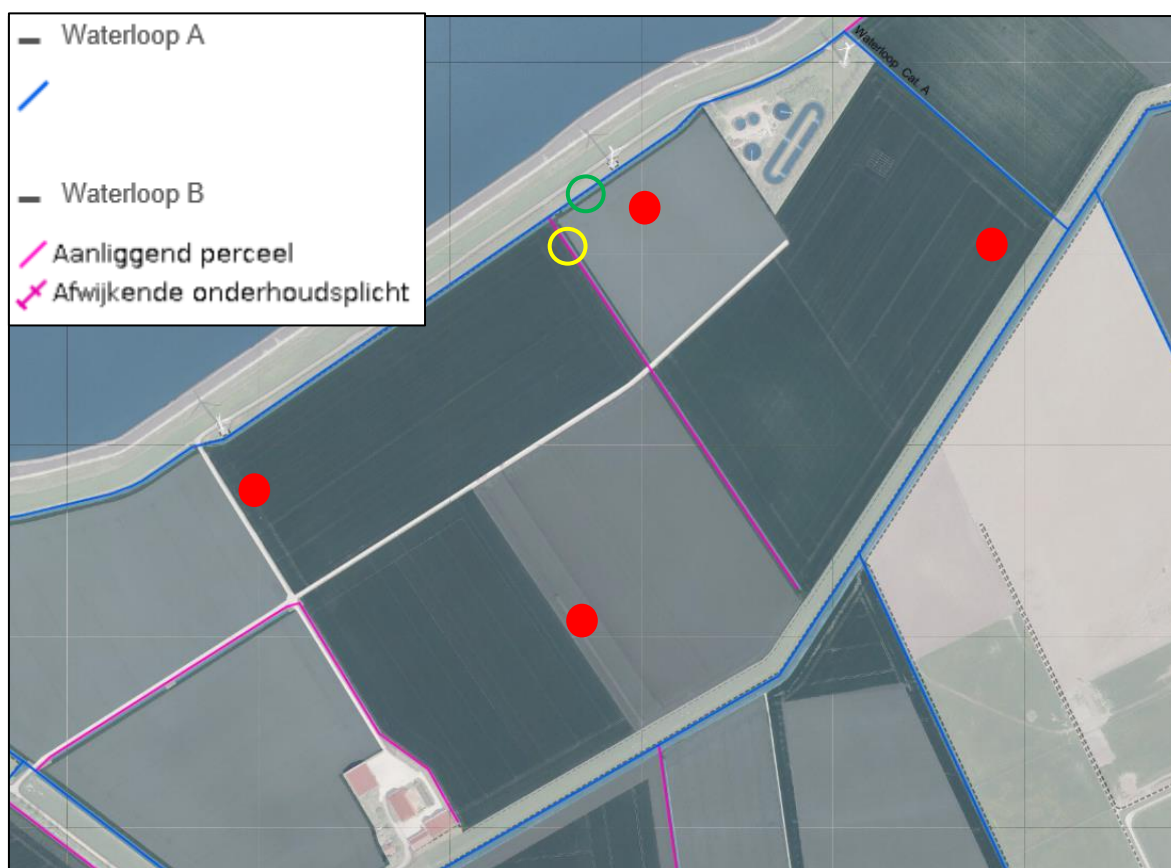 Waterloop A
Waterloop B
Aanliggend perceel
Afwijkende onderhoudsplicht
Waterloop Cat. A